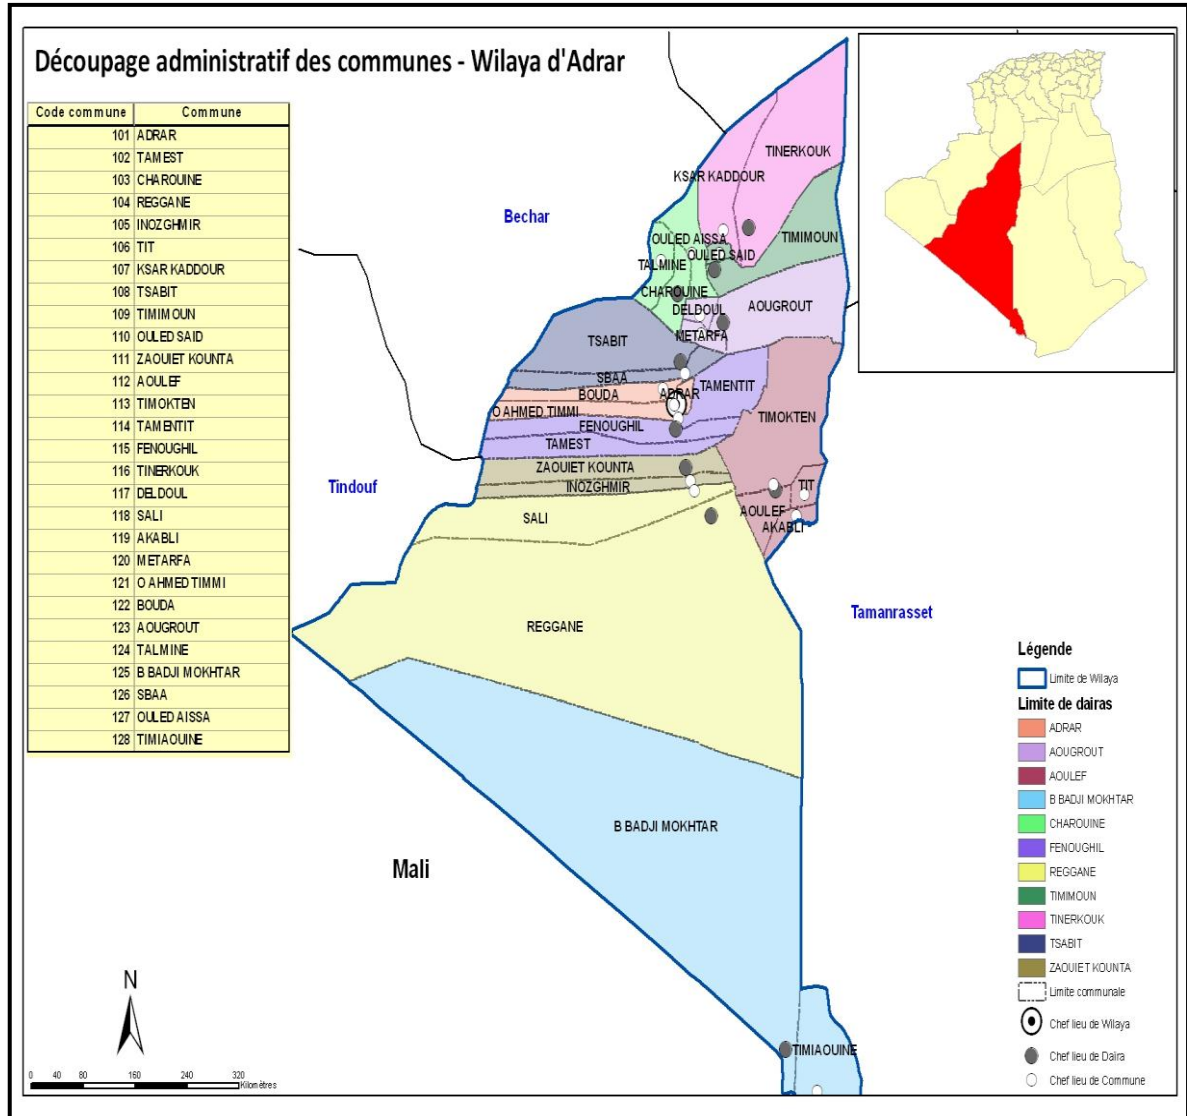 Découpage administratif des communes - Wilaya d'Adrar
Code commune Commune
101 ADRAR
102 TAMEST
103 CHAROUINE
104 REGGANE
105 INOZGHMIR
106 TIT
107 KSAR KADDOUR
108 TSABIT
109 TIMIMOUN
110 OULED SAID
111 ZAOUIET KOUNTA
112 AOULEF
113 TIMOKTEN
114 TAMENTIT
115 FENOUGHIL
116 TINERKOUK
117 DELDOUL
118 SALI
119 AKABLI
120 METARFA
121 O AHMED TIMMI
122 BOUDA
123 AOUGROUT
124 TALMINE
125 B BADJI MOKHTAR
126 SBAA
127 OULED AISSA
128 TIMIAOUINE
TINERKOUK
KSAR KADDOUR
Bechar
TIMIMOUN
OULED AISSA
OULED SAID
TALMINE
CHAROUINE
AOUGROUT
DELDOUL
METARFA
TSABIT
SBAA
TAMENTIT
BOUDA
ADRAR
O AHMED TIMMI
TIMOKTEN
FENOUGHIL
TAMEST
ZAOUIET KOUNTA
Tindouf
INOZGHMIR
TIT
SALI
AOULEF
AKABLI
REGGANE
Tamanrasset
B BADJI MOKHTAR
Mali
TIMIAOUINE
Légende
Limite de Wilaya
Limite de dairas
ADRAR
AOUGROUT
AOULEF
B BADJI MOKHTAR
CHAROUINE
FENOUGHIL
REGGANE
TIMIMOUN
TINERKOUK
TSABIT
ZAOUIET KOUNTA
Limite communale
Chef lieu de Wilaya
Chef lieu de Daira
Chef lieu de Commune
N
0 40 80 160 240 320
Kilomètres